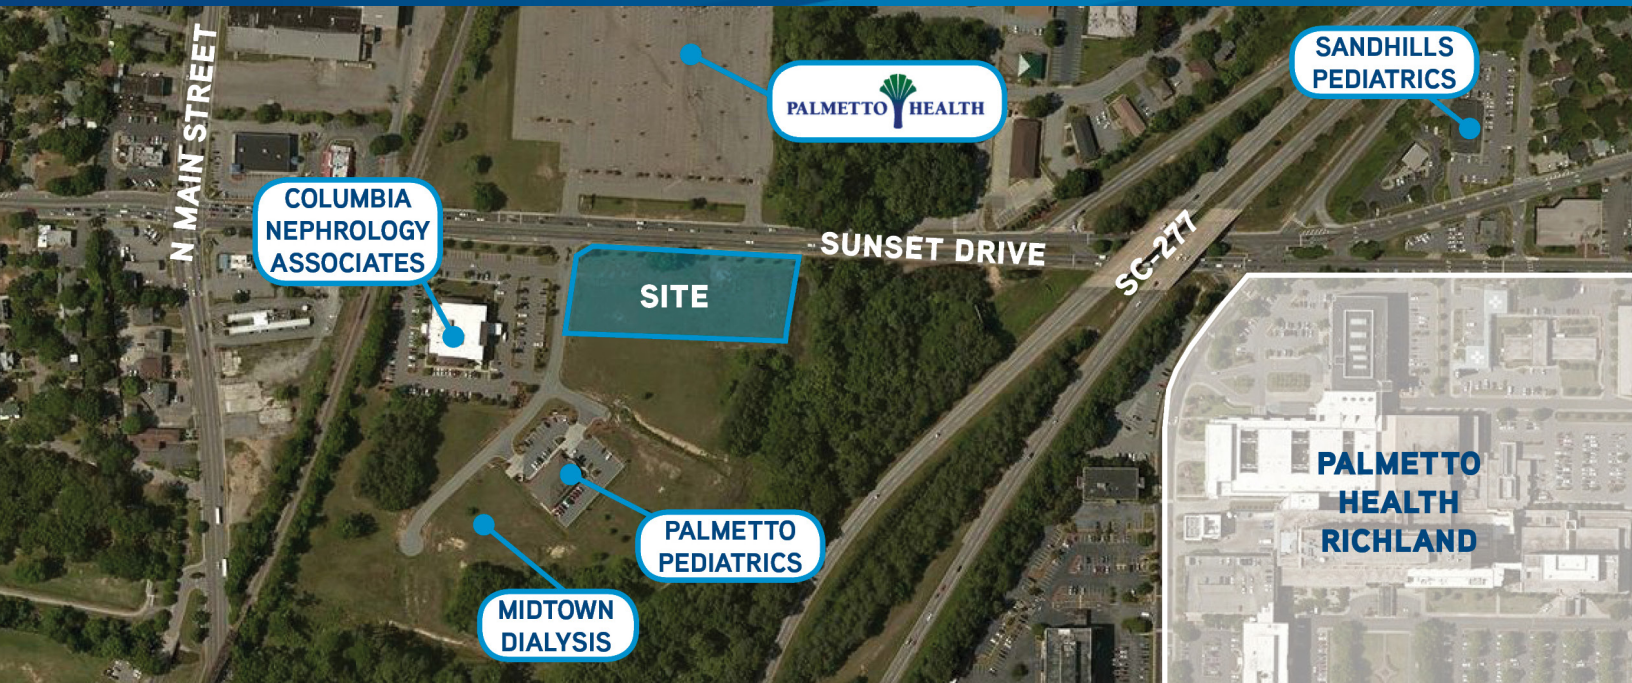 N MAIN STREET
PALMETTO HEALTH
SANDHILLS
PEDIATRICS
COLUMBIA
NEPHROLOGY
ASSOCIATES
SUNSET DRIVE
SC-277
SITE
PALMETTO
HEALTH
RICHLAND
PALMETTO
PEDIATRICS
MIDTOWN
DIALYSIS